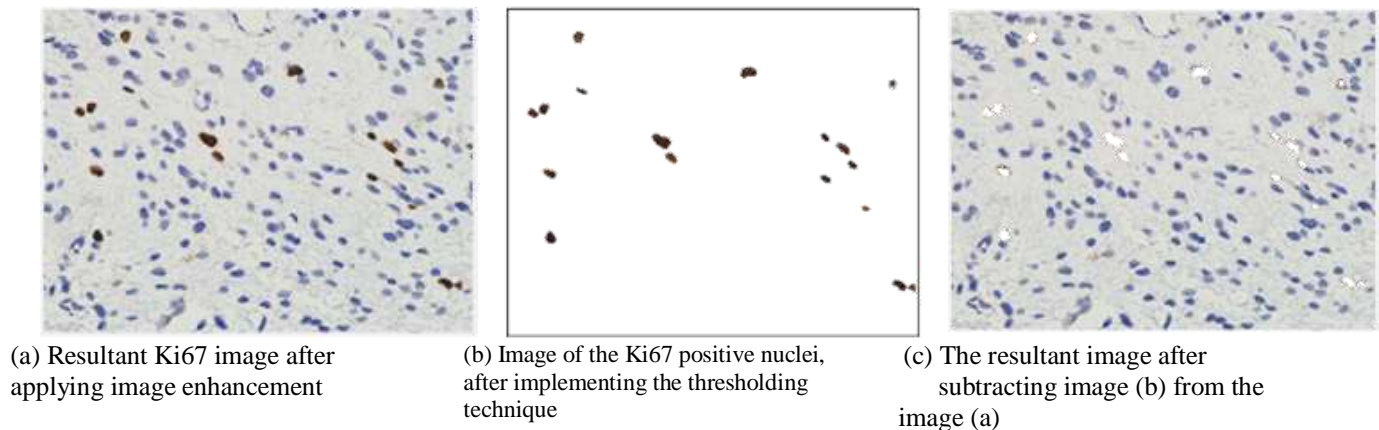 (a) Resultant Ki67 image after
applying image enhancement
(b) Image of the Ki67 positive nuclei,
after implementing the thresholding
technique
(c) The resultant image after
subtracting image (b) from the
image (a)